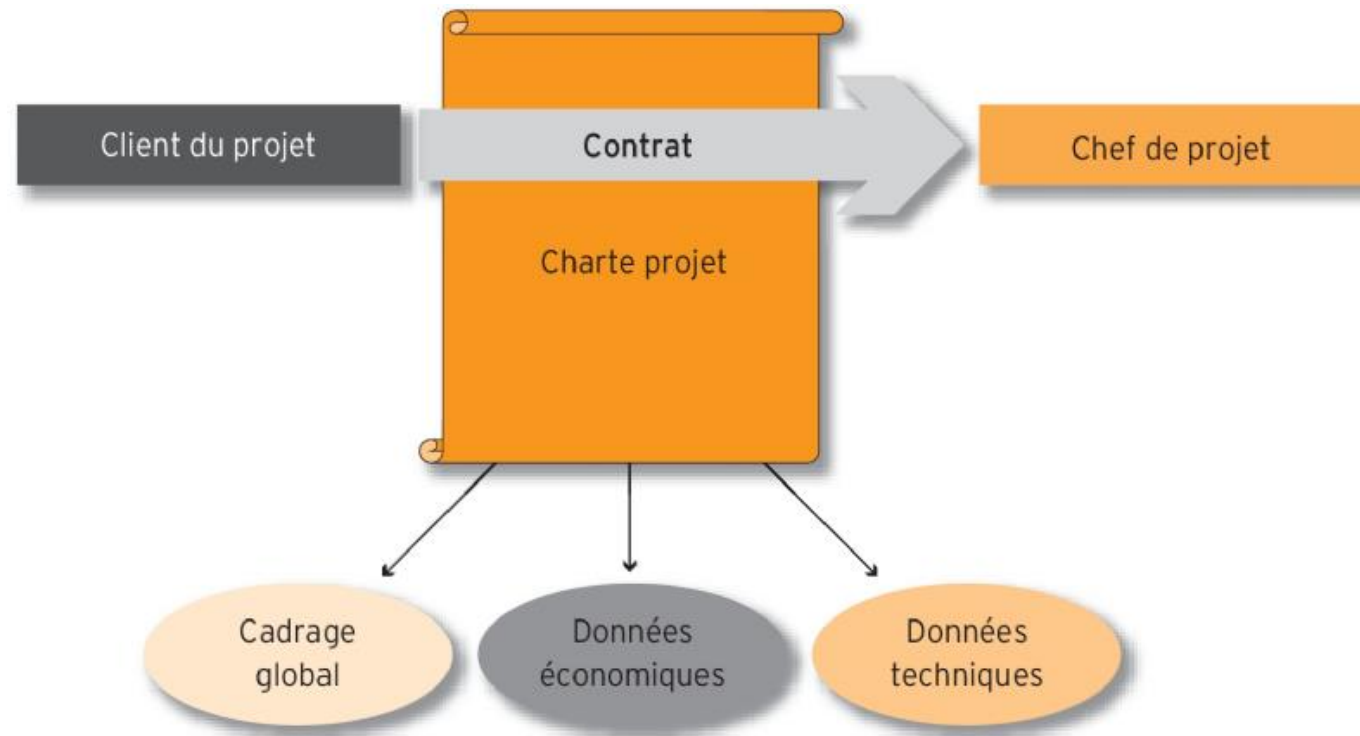 Client du projet
Contrat
Chef de projet
Charte projet
Cadrage
global
Données
économiques
Données
techniques